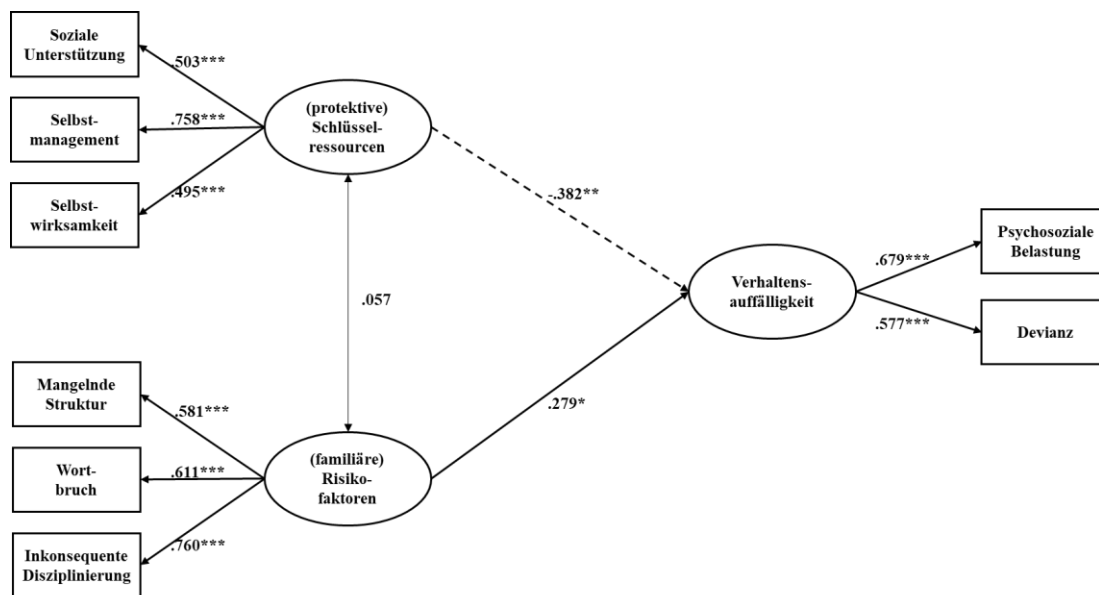 Soziale
Unterstützung
.503***
Selbst-
management
.758***
Selbst-
wirksamkeit
.495***
(protektive)
Schlüssel-
ressourcen
-.382**
.057
Verhaltens-
auffälligkeit
.679***
Psychosoziale
Belastung
.577***
Devianz
Mangelnde
Struktur
.581***
Wort-
bruch
.611***
Inkonsequente
Disziplinierung
.760***
(familiäre)
Risiko-
faktoren
.279*